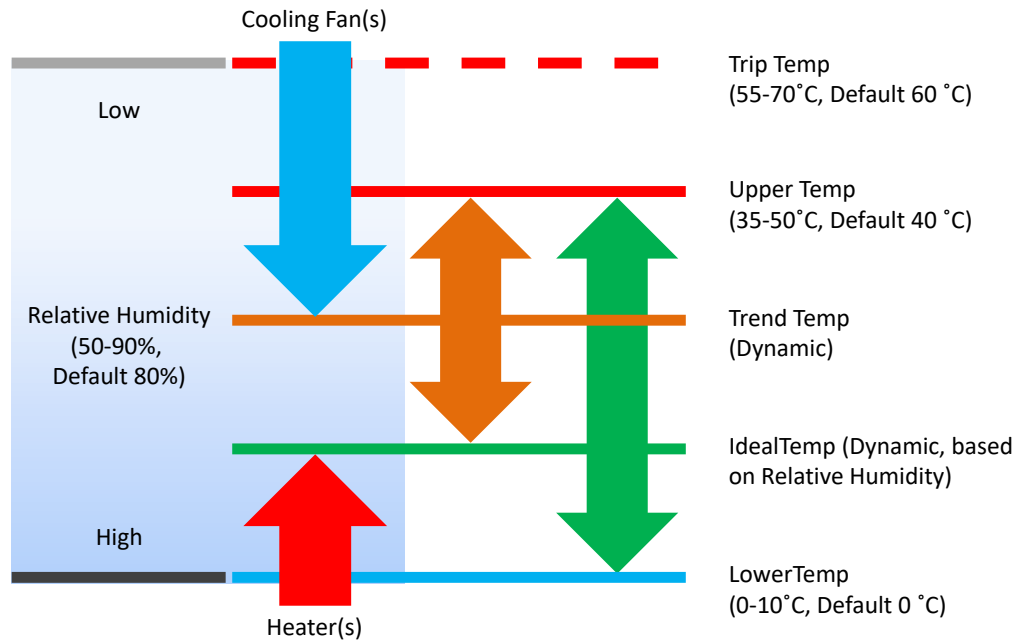 Cooling Fan(s)
Low
Relative Humidity
(50-90%,
Default 80%)
High
Heater(s)
Trip Temp
(55-70˚C, Default 60 ˚C)
Upper Temp
(35-50˚C, Default 40 ˚C)
Trend Temp
(Dynamic)
IdealTemp (Dynamic, based
on Relative Humidity)
LowerTemp
(0-10˚C, Default 0 ˚C)